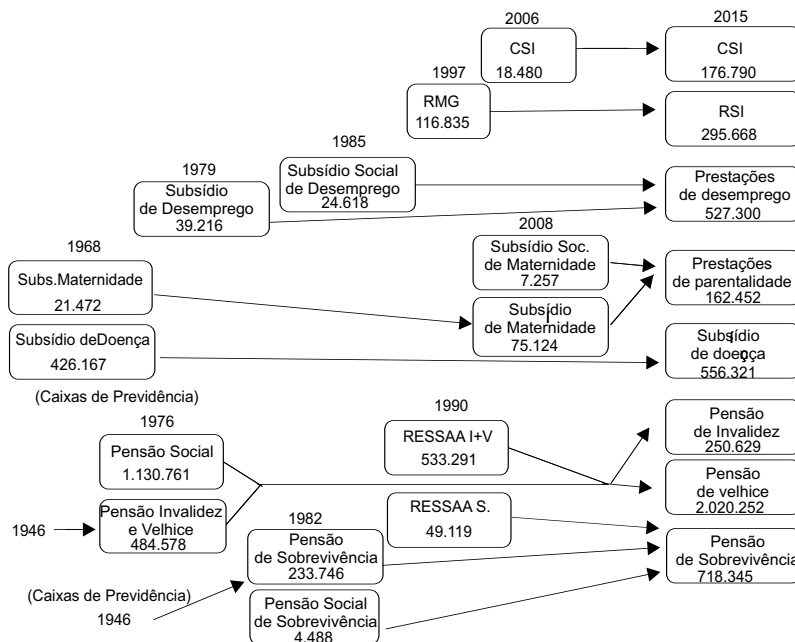 2006
2015
CSI
18.480
CSI
176.790
1997
RMG
116.835
RSI
295.668
1985
Subsídio Social
de Desemprego
24.618
1979
Subsídio
de Desemprego
39.216
Prestações
de desemprego
527.300
2008
Subsídio Soc.
de Maternidade
7.257
1968
Subs.Maternidade
21.472
Prestações
de parentalidade
162.452
Subsídio
de Maternidade
75.124
Subsídio deDoença
426.167
Subsídio
de doença
556.321
(Caixas de Previdência)
1976
Pensão Social
1.130.761
1990
RESSAA I+V
533.291
Pensão
de Invalidez
250.629
1946
Pensão Invalidez
e Velhice
484.578
Pensão
de velhice
2.020.252
RESSAA S.
49.119
1982
Pensão
de Sobrevivência
233.746
Pensão
de Sobrevivência
718.345
(Caixas de Previdência)
1946
Pensão Social
de Sobrevivência
4.488